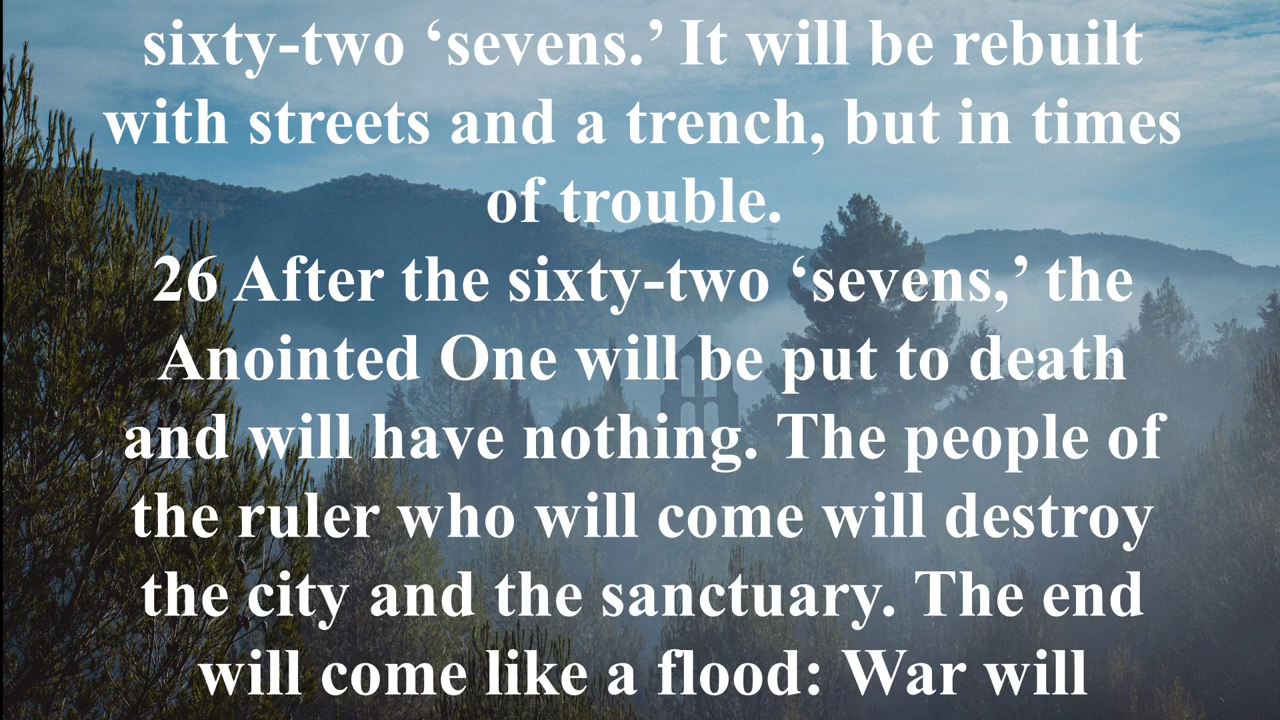 sixty-two ‘sevens.’ It will be rebuilt
with streets and a trench, but in times
of trouble.
26 After the sixty-two ‘sevens,’ the
Anointed One will be put to death
and will have nothing. The people of
the ruler who will come will destroy
the city and the sanctuary. The end
will come like a flood: War will